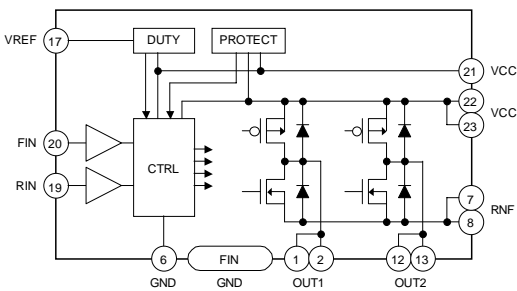 VREF 17 DUTY PROTECT
21 VCC
22 VCC
23
FIN 20
CTRL
RIN 19
7 RNF
8
6 FIN 1 2 12 13
GND GND OUT1 OUT2